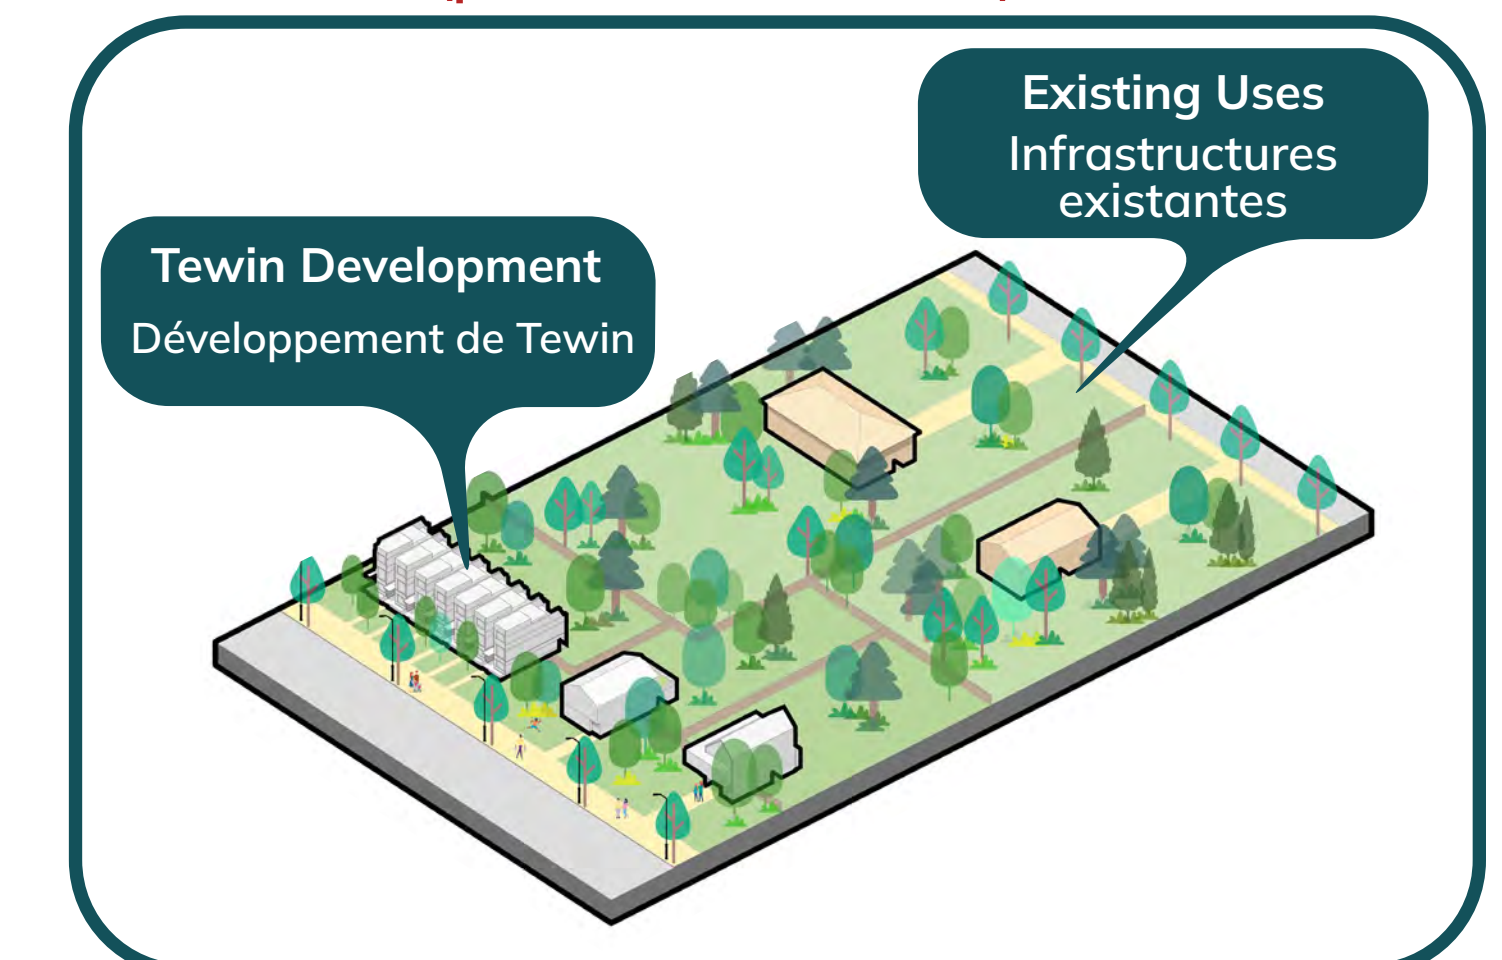 Existing Uses
Infrastructures
existantes
Tewin Development
Développement de Tewin